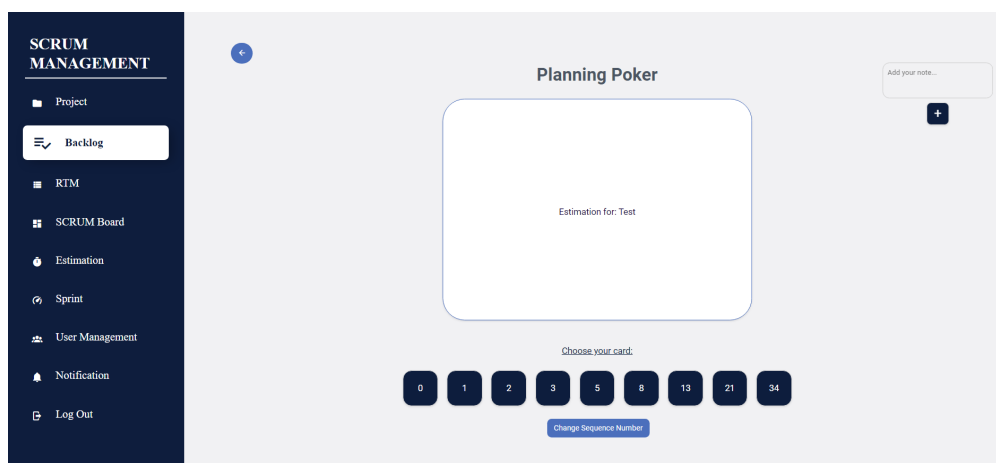 SCRUM
MANAGEMENT
Project
Backlog
RTM
SCRUM Board
Estimation
Sprint
User Management
Notification
Log Out
Planning Poker
Add your note...
+
Estimation for: Test
Choose your card:
0 1 2 3 5 8 13 21 34
Change Sequence Number